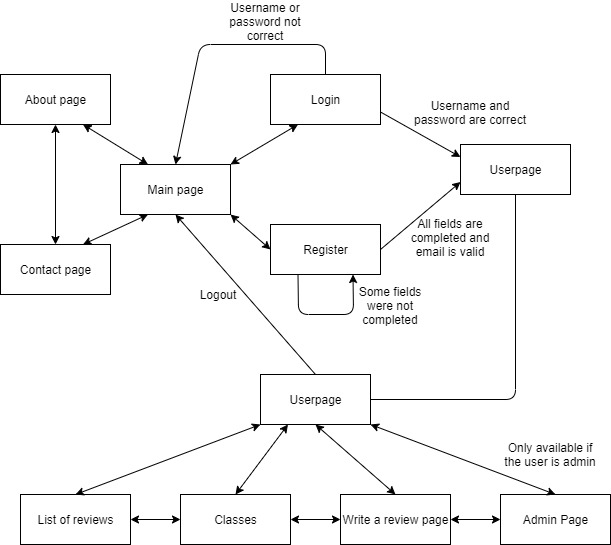 Username or
password not
correct
About page
Login
Username and
password are correct
Main page
Userpage
All fields are
completed and
email is valid
Contact page
Register
Logout
Some fields
were not
completed
Userpage
Only available if
the user is admin
List of reviews
Classes
Write a review page
Admin Page